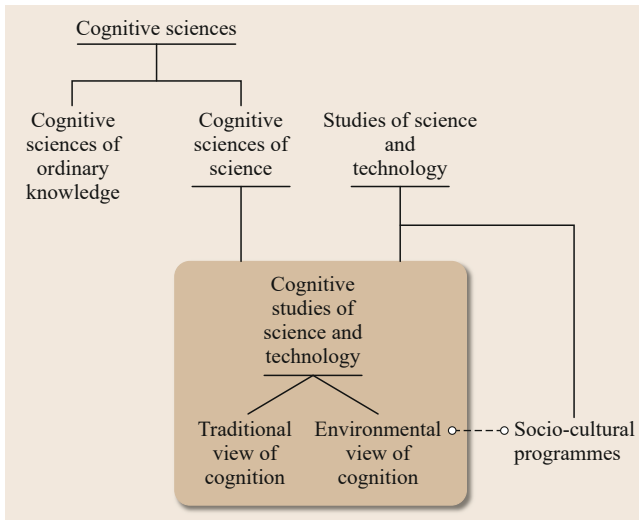 Cognitive sciences
Cognitive
sciences of
ordinary
knowledge
Cognitive
sciences of
science
Studies of science
and
technology
Cognitive
studies of
science and
technology
Traditional
view of
cognition
Environmental
view of
cognition
Socio-cultural
programmes